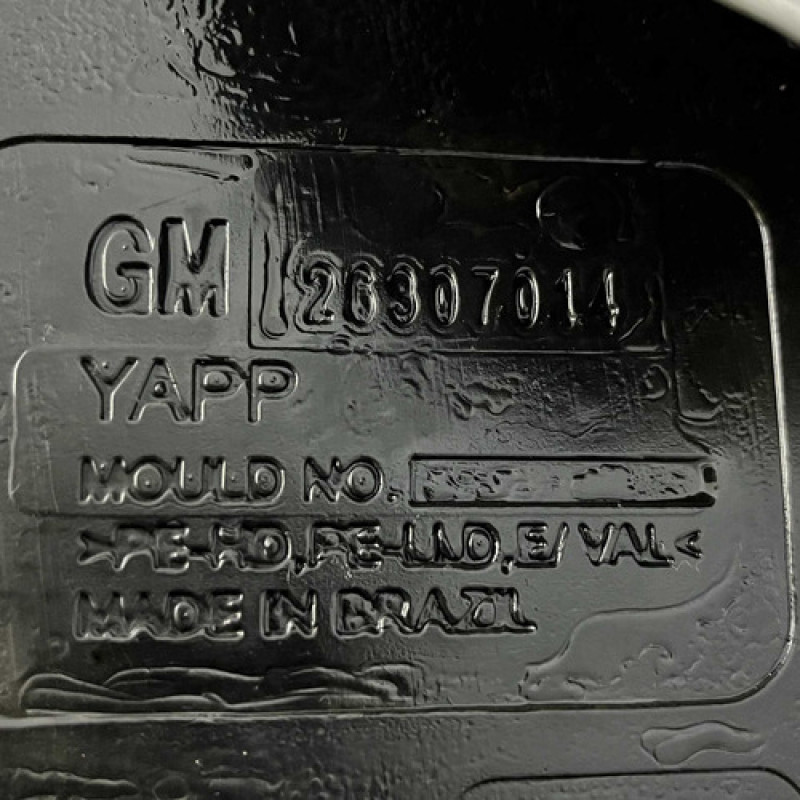 GM 26307014
YAPP
MOULD NO.
>PE-HD,PE-LLD,E/VAL<
MADE IN BRAZIL